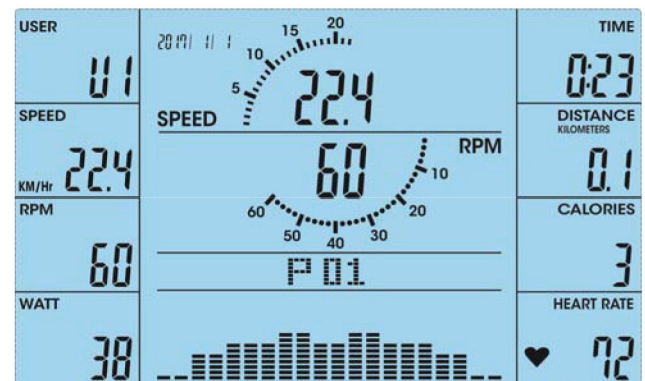 USER
U1
SPEED
KM/Hr 22.4
RPM
60
WATT
38
2017/ 1/ 1
5 10 15 20
SPEED 22.4
60 RPM
60 50 40 30 20 10
P01
TIME
0:23
DISTANCE
KILOMETERS
0.1
CALORIES
3
HEART RATE
72